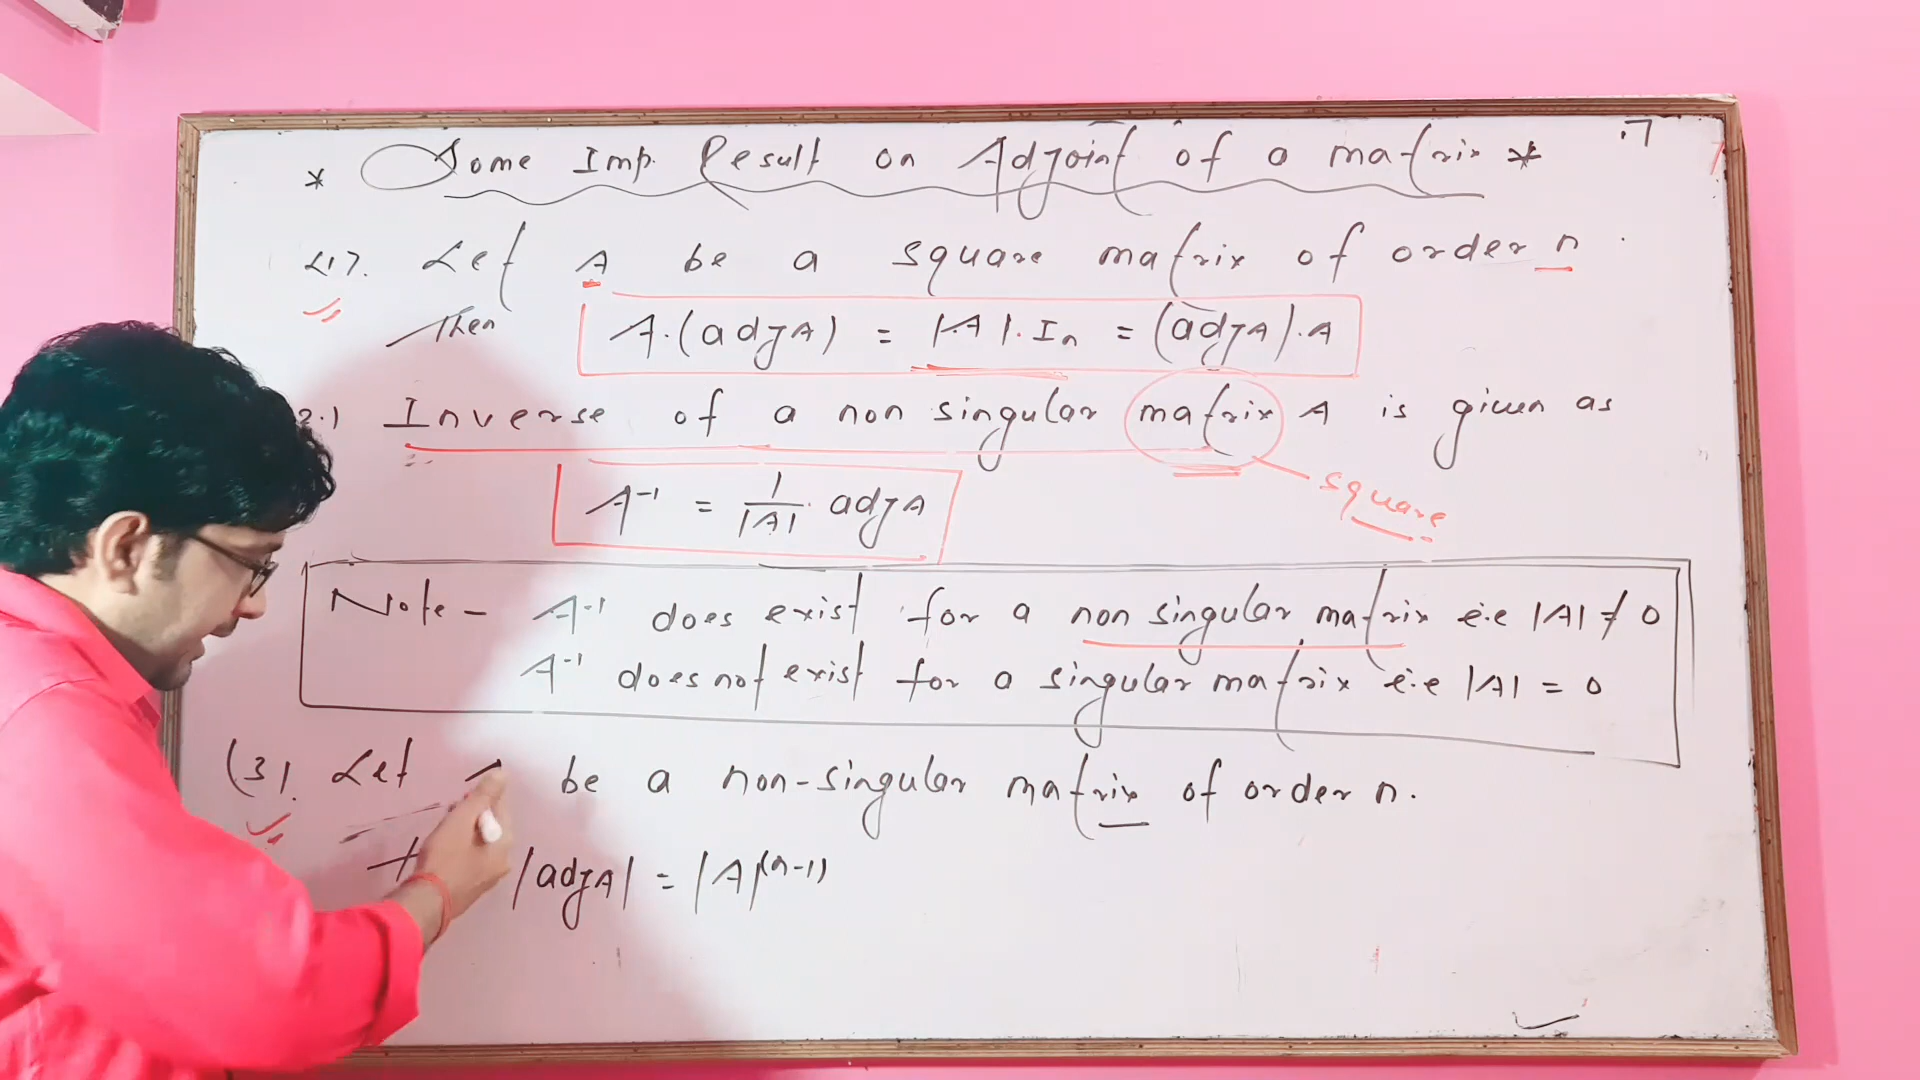 * Some Imp. Result on Adjoint of a matrix *
<1>. Let A be a square matrix of order n.
Then A.(adjA) = |A|.In = (adjA).A
2.) Inverse of a non singular matrix A is given as
square
A⁻¹ = 1/|A| . adjA
Note - A⁻¹ does exist for a non singular matrix i.e |A| ≠ 0
A⁻¹ does not exist for a singular matrix i.e |A| = 0
(3). Let A be a non-singular matrix of order n.
|adjA| = |A|⁽ⁿ⁻¹⁾